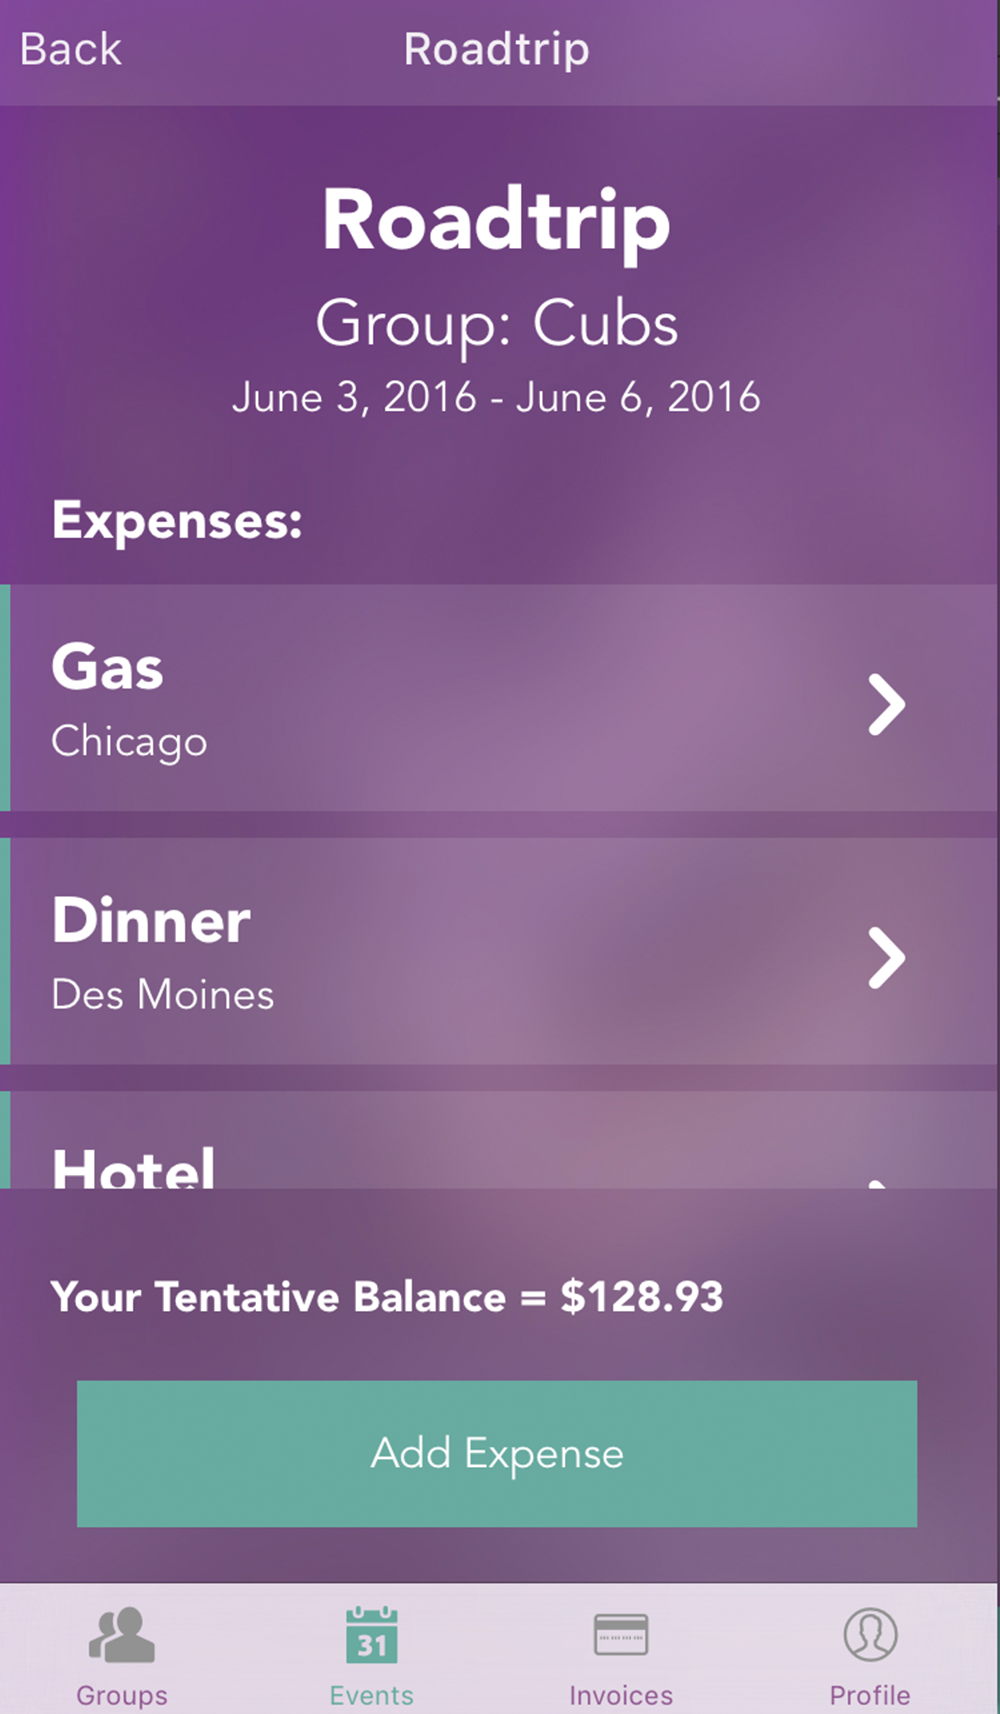 Back
Roadtrip
Roadtrip
Group: Cubs
June 3, 2016 - June 6, 2016
Expenses:
Gas
Chicago
Dinner
Des Moines
Hotel
Your Tentative Balance = $128.93
Add Expense
31
Groups
Events
Invoices
Profile